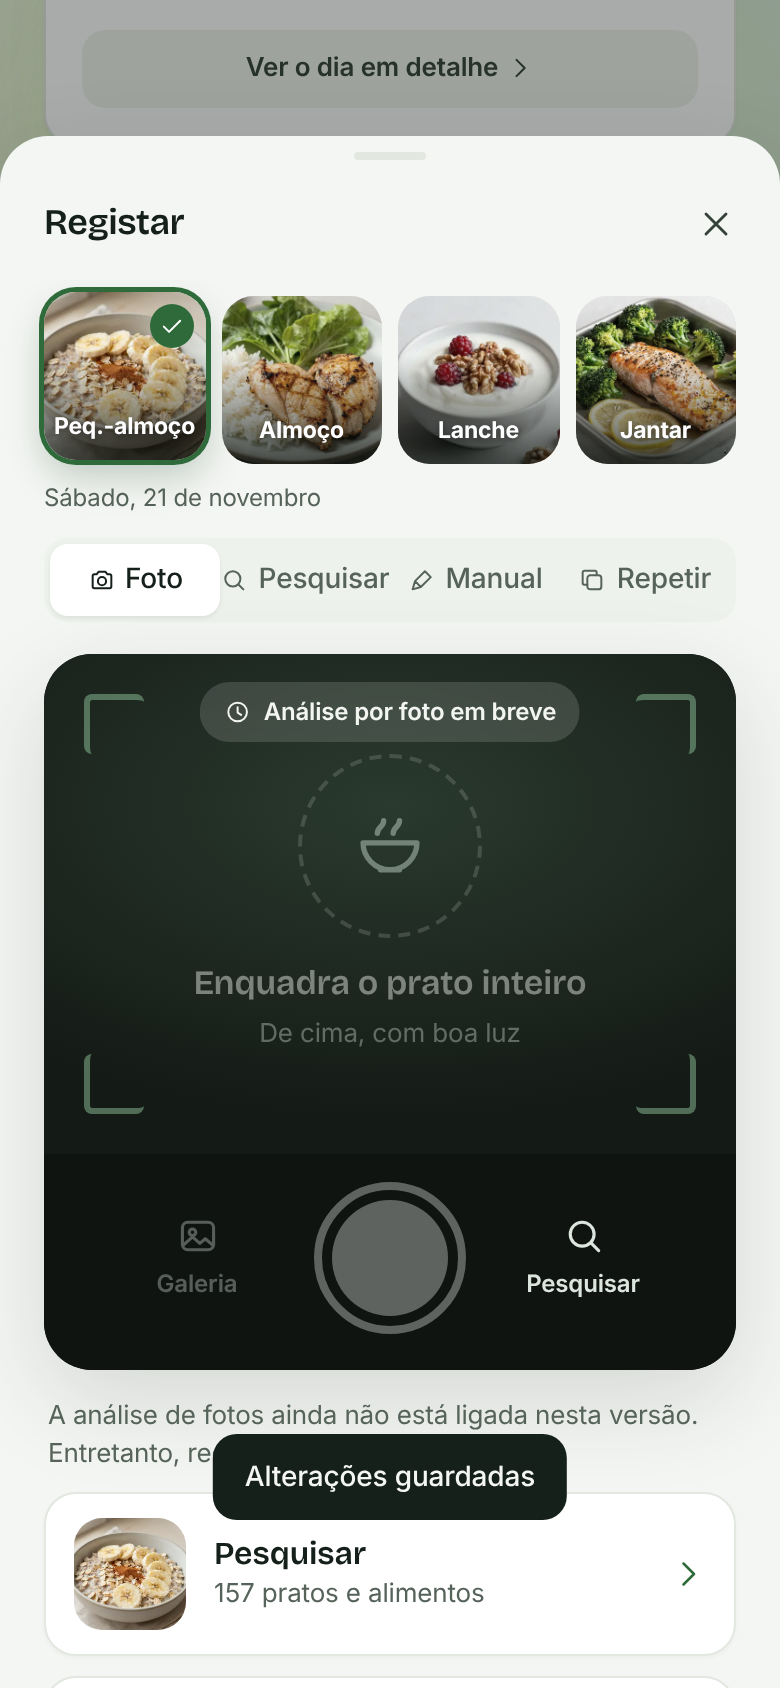 Ver o dia em detalhe
Registar
Peq.-almoço
Almoço
Lanche
Jantar
Sábado, 21 de novembro
Foto
Pesquisar
Manual
Repetir
Análise por foto em breve
Enquadra o prato inteiro
De cima, com boa luz
Galeria
Pesquisar
A análise de fotos ainda não está ligada nesta versão.
Entretanto,
Alterações guardadas
Pesquisar
157 pratos e alimentos